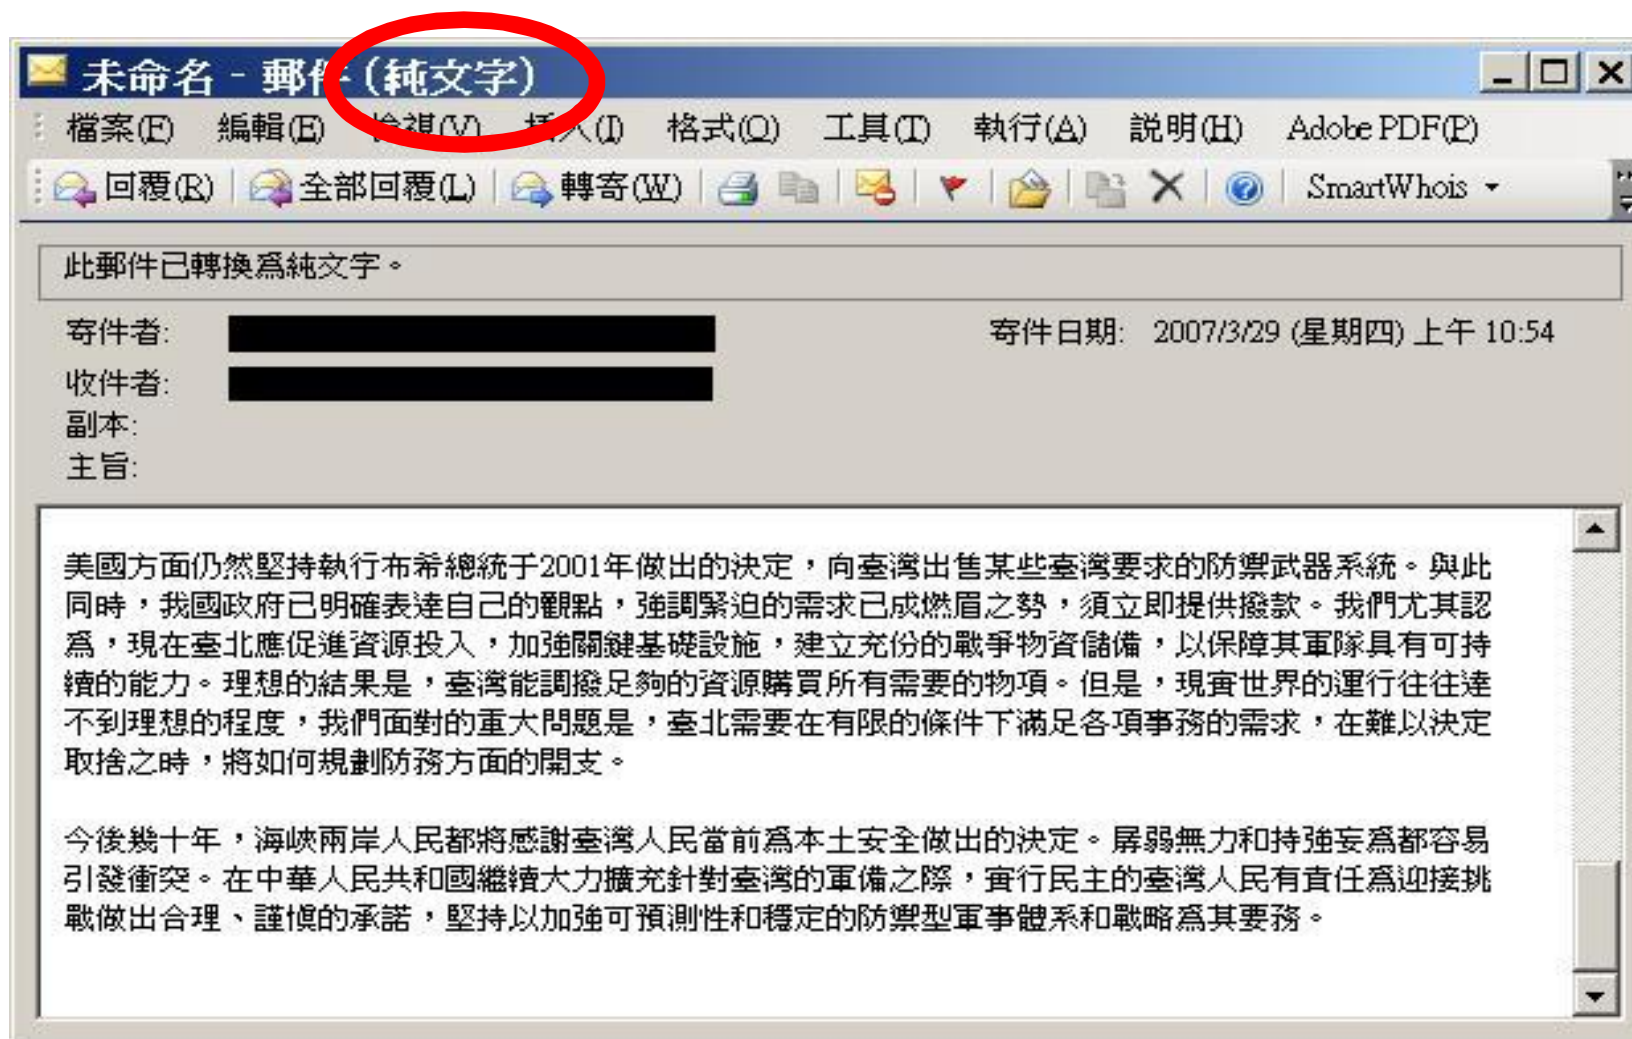 未命名 - 郵件 (純文字)
檔案(F) 編輯(E) 檢視(V) 插入(I) 格式(O) 工具(T) 執行(A) 說明(H) Adobe PDF(P)
回覆(R) 全部回覆(L) 轉寄(W) SmartWhois
此郵件已轉換爲純文字。
寄件者: 寄件日期: 2007/3/29 (星期四) 上午 10:54
收件者:
副本:
主旨:
美國方面仍然堅持執行布希總統于2001年做出的決定，向臺灣出售某些臺灣要求的防禦武器系統。與此
同時，我國政府已明確表達自己的觀點，強調緊迫的需求已成燃眉之勢，須立即提供撥款。我們尤其認
爲，現在臺北應促進資源投入，加強關鍵基礎設施，建立充份的戰爭物資儲備，以保障其軍隊具有可持
續的能力。理想的結果是，臺灣能調撥足夠的資源購買所有需要的物項。但是，現實世界的運行往往達
不到理想的程度，我們面對的重大問題是，臺北需要在有限的條件下滿足各項事務的需求，在難以決定
取捨之時，將如何規劃防務方面的開支。
今後幾十年，海峽兩岸人民都將感謝臺灣人民當前爲本土安全做出的決定。孱弱無力和持強妄爲都容易
引發衝突。在中華人民共和國繼續大力擴充針對臺灣的軍備之際，實行民主的臺灣人民有責任爲迎接挑
戰做出合理、謹慎的承諾，堅持以加強可預測性和穩定的防禦型軍事體系和戰略爲其要務。